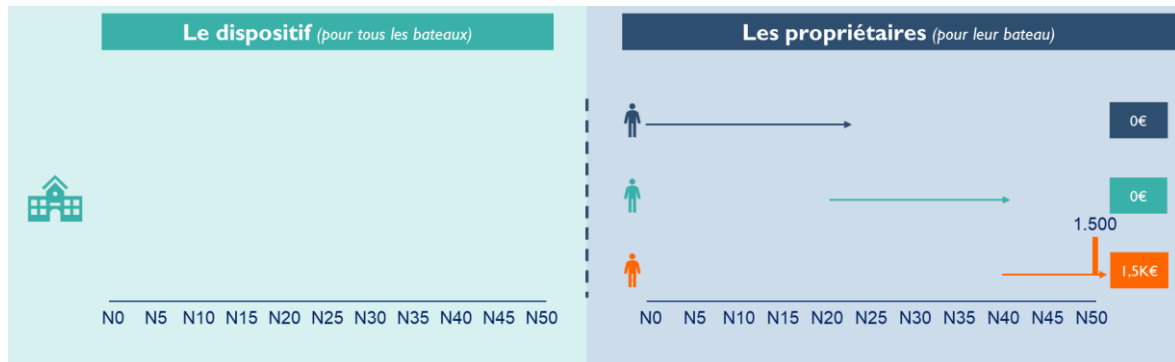 Le dispositif (pour tous les bateaux)
Les propriétaires (pour leur bateau)
0€
0€
1.500
1,5K€
N0 N5 N10 N15 N20 N25 N30 N35 N40 N45 N50
N0 N5 N10 N15 N20 N25 N30 N35 N40 N45 N50